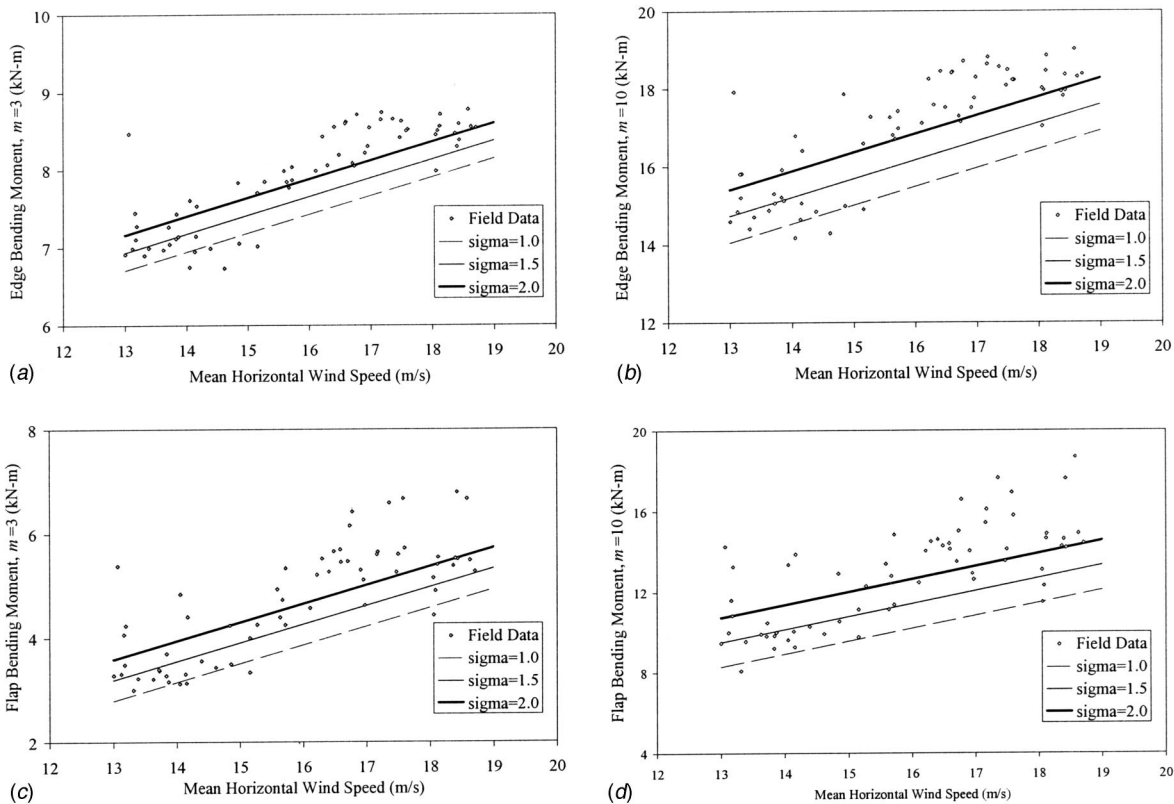 10
9
8
7
6
Edge Bending Moment, m=3 (kN-m)
Field Data
sigma=1.0
sigma=1.5
sigma=2.0
12 13 14 15 16 17 18 19 20
Mean Horizontal Wind Speed (m/s)
(a)
20
18
16
14
12
Edge Bending Moment, m=10 (kN-m)
Field Data
sigma=1.0
sigma=1.5
sigma=2.0
12 13 14 15 16 17 18 19 20
Mean Horizontal Wind Speed (m/s)
(b)
8
6
4
2
Flap Bending Moment, m=3 (kN-m)
Field Data
sigma=1.0
sigma=1.5
sigma=2.0
12 13 14 15 16 17 18 19 20
Mean Horizontal Wind Speed (m/s)
(c)
20
16
12
8
4
Flap Bending Moment, m=10 (kN-m)
Field Data
sigma=1.0
sigma=1.5
sigma=2.0
12 13 14 15 16 17 18 19 20
Mean Horizontal Wind Speed (m/s)
(d)